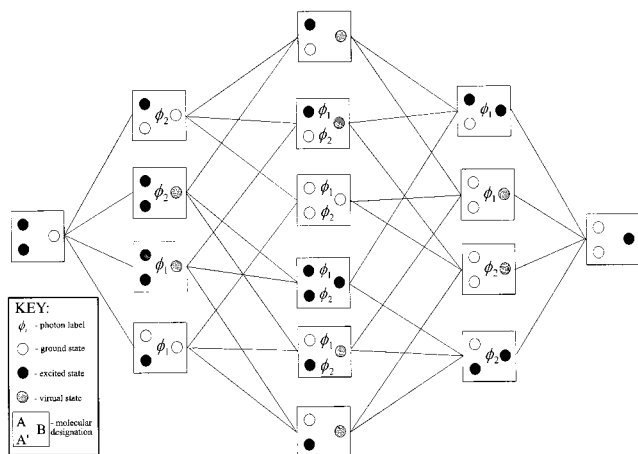 ϕ₂
ϕ₂
ϕ₁
ϕ₁
ϕ₁
ϕ₂
ϕ₁
ϕ₂
ϕ₁
ϕ₂
ϕ₁
ϕ₂
ϕ₁
ϕ₁
ϕ₂
ϕ₂
KEY:
ϕᵢ - photon label
- ground state
- excited state
- virtual state
A B - molecular
A' designation